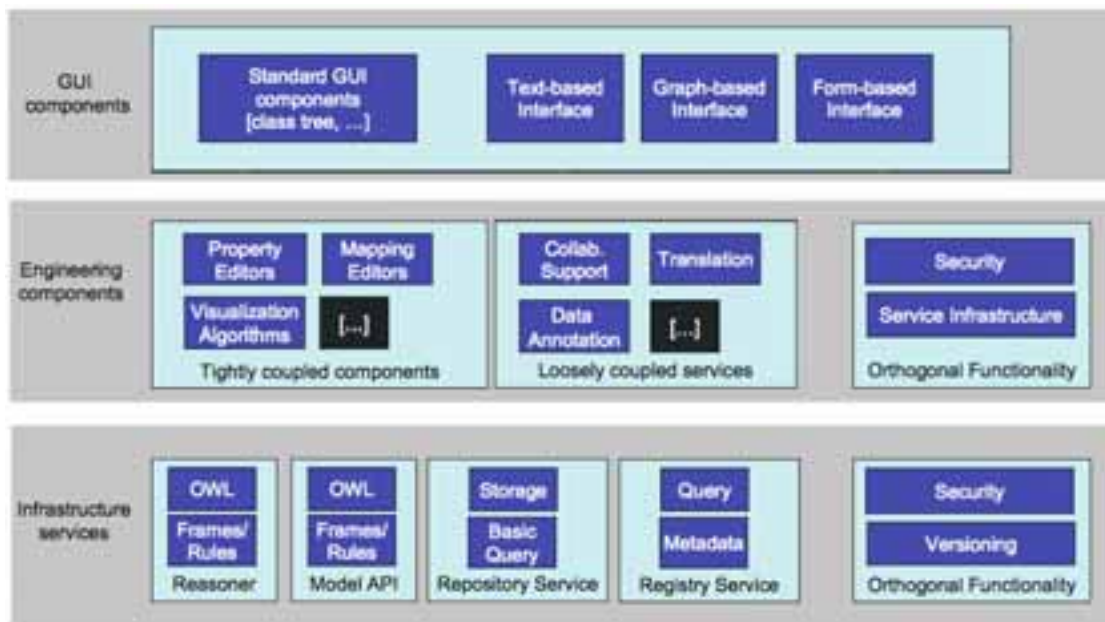 GUI
components
Standard GUI
components
[class tree, ...]
Text-based
Interface
Graph-based
Interface
Form-based
Interface
Engineering
components
Property
Editors
Mapping
Editors
Visualization
Algorithms
[...]
Tightly coupled components
Collab.
Support
Translation
Data
Annotation
[...]
Loosely coupled services
Security
Service Infrastructure
Orthogonal Functionality
Infrastructure
services
OWL
Frames/
Rules
Reasoner
OWL
Frames/
Rules
Model API
Storage
Basic
Query
Repository Service
Query
Metadata
Registry Service
Security
Versioning
Orthogonal Functionality